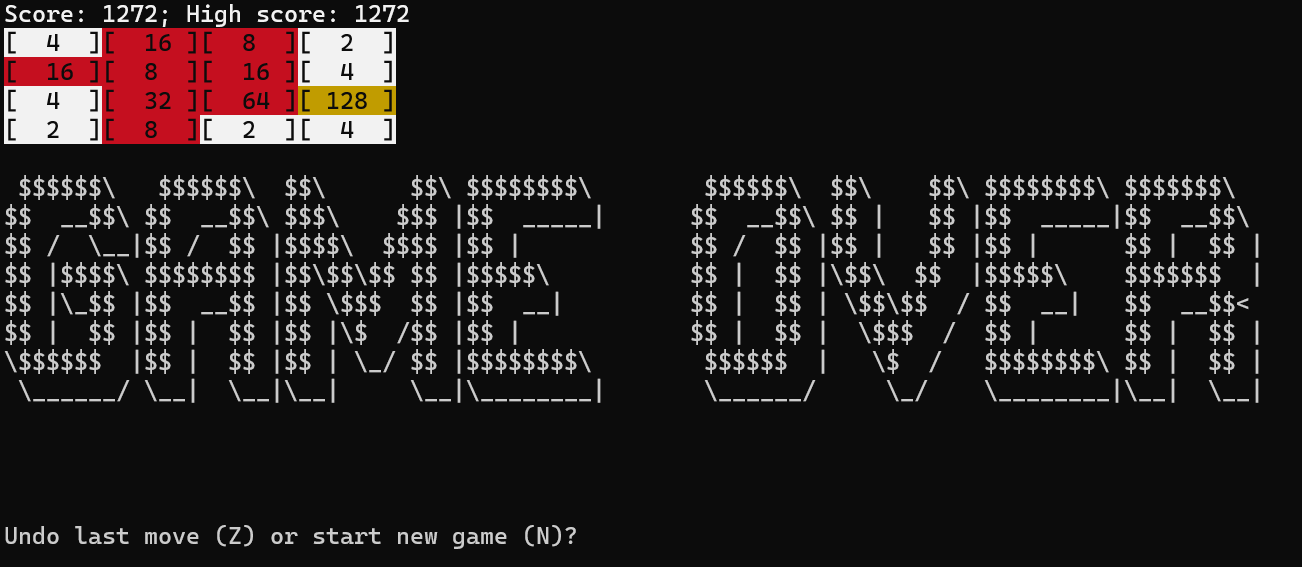 Score: 1272; High score: 1272
[  4  ][  16 ][  8  ][  2  ]
[  16 ][  8  ][  16 ][  4  ]
[  4  ][  32 ][  64 ][ 128 ]
[  2  ][  8  ][  2  ][  4  ]
GAME OVER
Undo last move (Z) or start new game (N)?